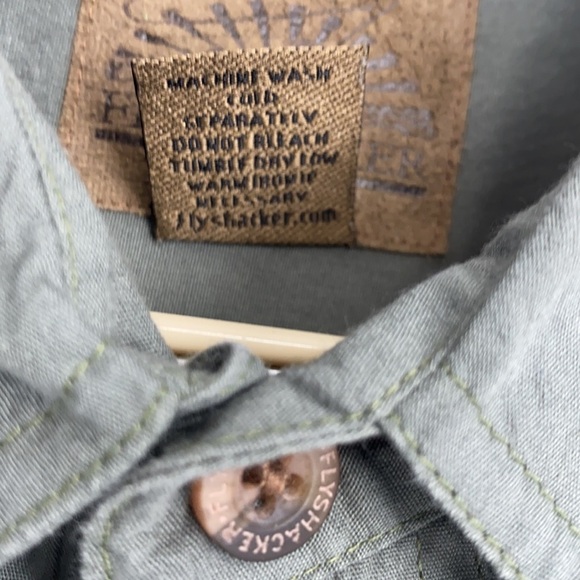 MACHINE WASH
COLD
SEPARATELY
DO NOT BLEACH
TUMBLE DRY LOW
WARM IRON IF
NECESSARY
flyshacker.com
FLYSHACKER